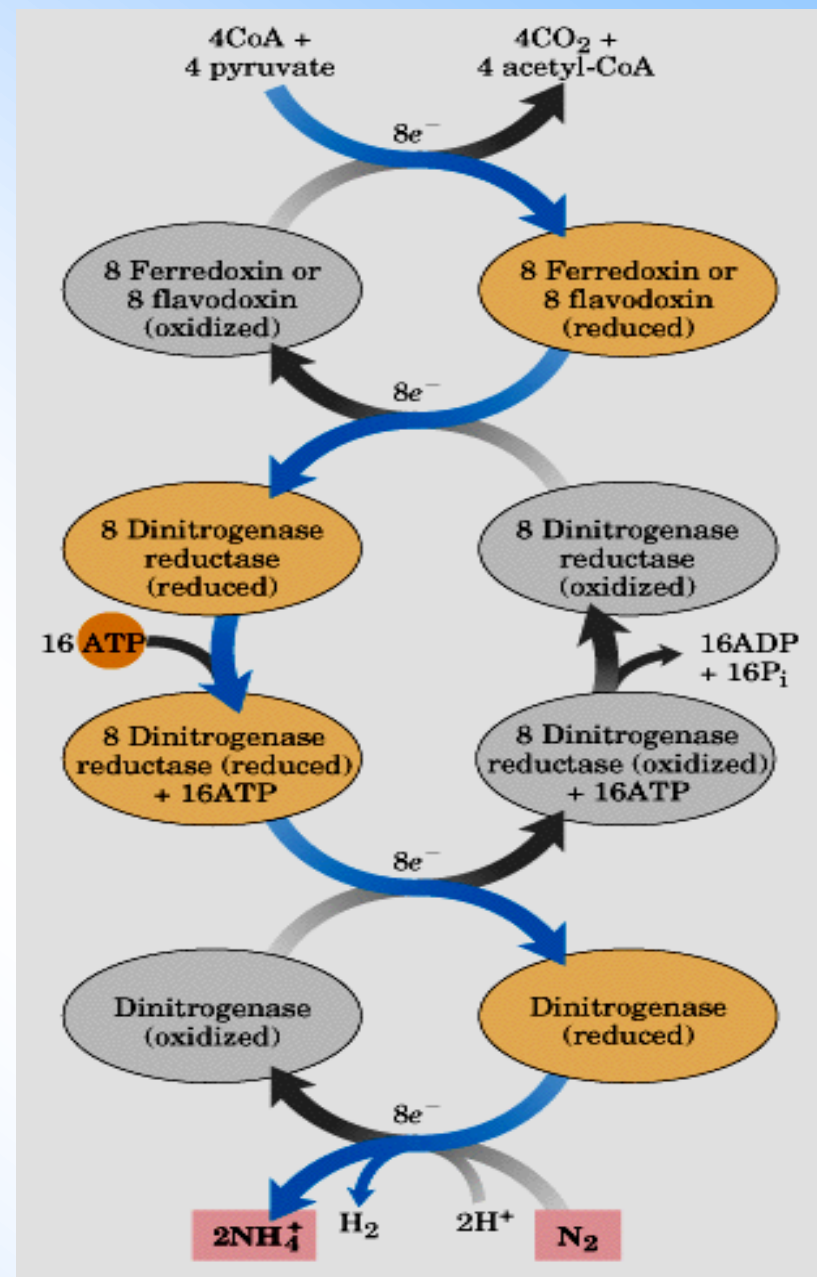 4CoA +
4 pyruvate
4CO₂ +
4 acetyl-CoA
8e⁻
8 Ferredoxin or
8 flavodoxin
(oxidized)
8 Ferredoxin or
8 flavodoxin
(reduced)
8e⁻
8 Dinitrogenase
reductase
(reduced)
8 Dinitrogenase
reductase
(oxidized)
16 ATP
16ADP
+ 16Pᵢ
8 Dinitrogenase
reductase (reduced)
+ 16ATP
8 Dinitrogenase
reductase (oxidized)
+ 16ATP
8e⁻
Dinitrogenase
(oxidized)
Dinitrogenase
(reduced)
8e⁻
2NH₄⁺
H₂
2H⁺
N₂